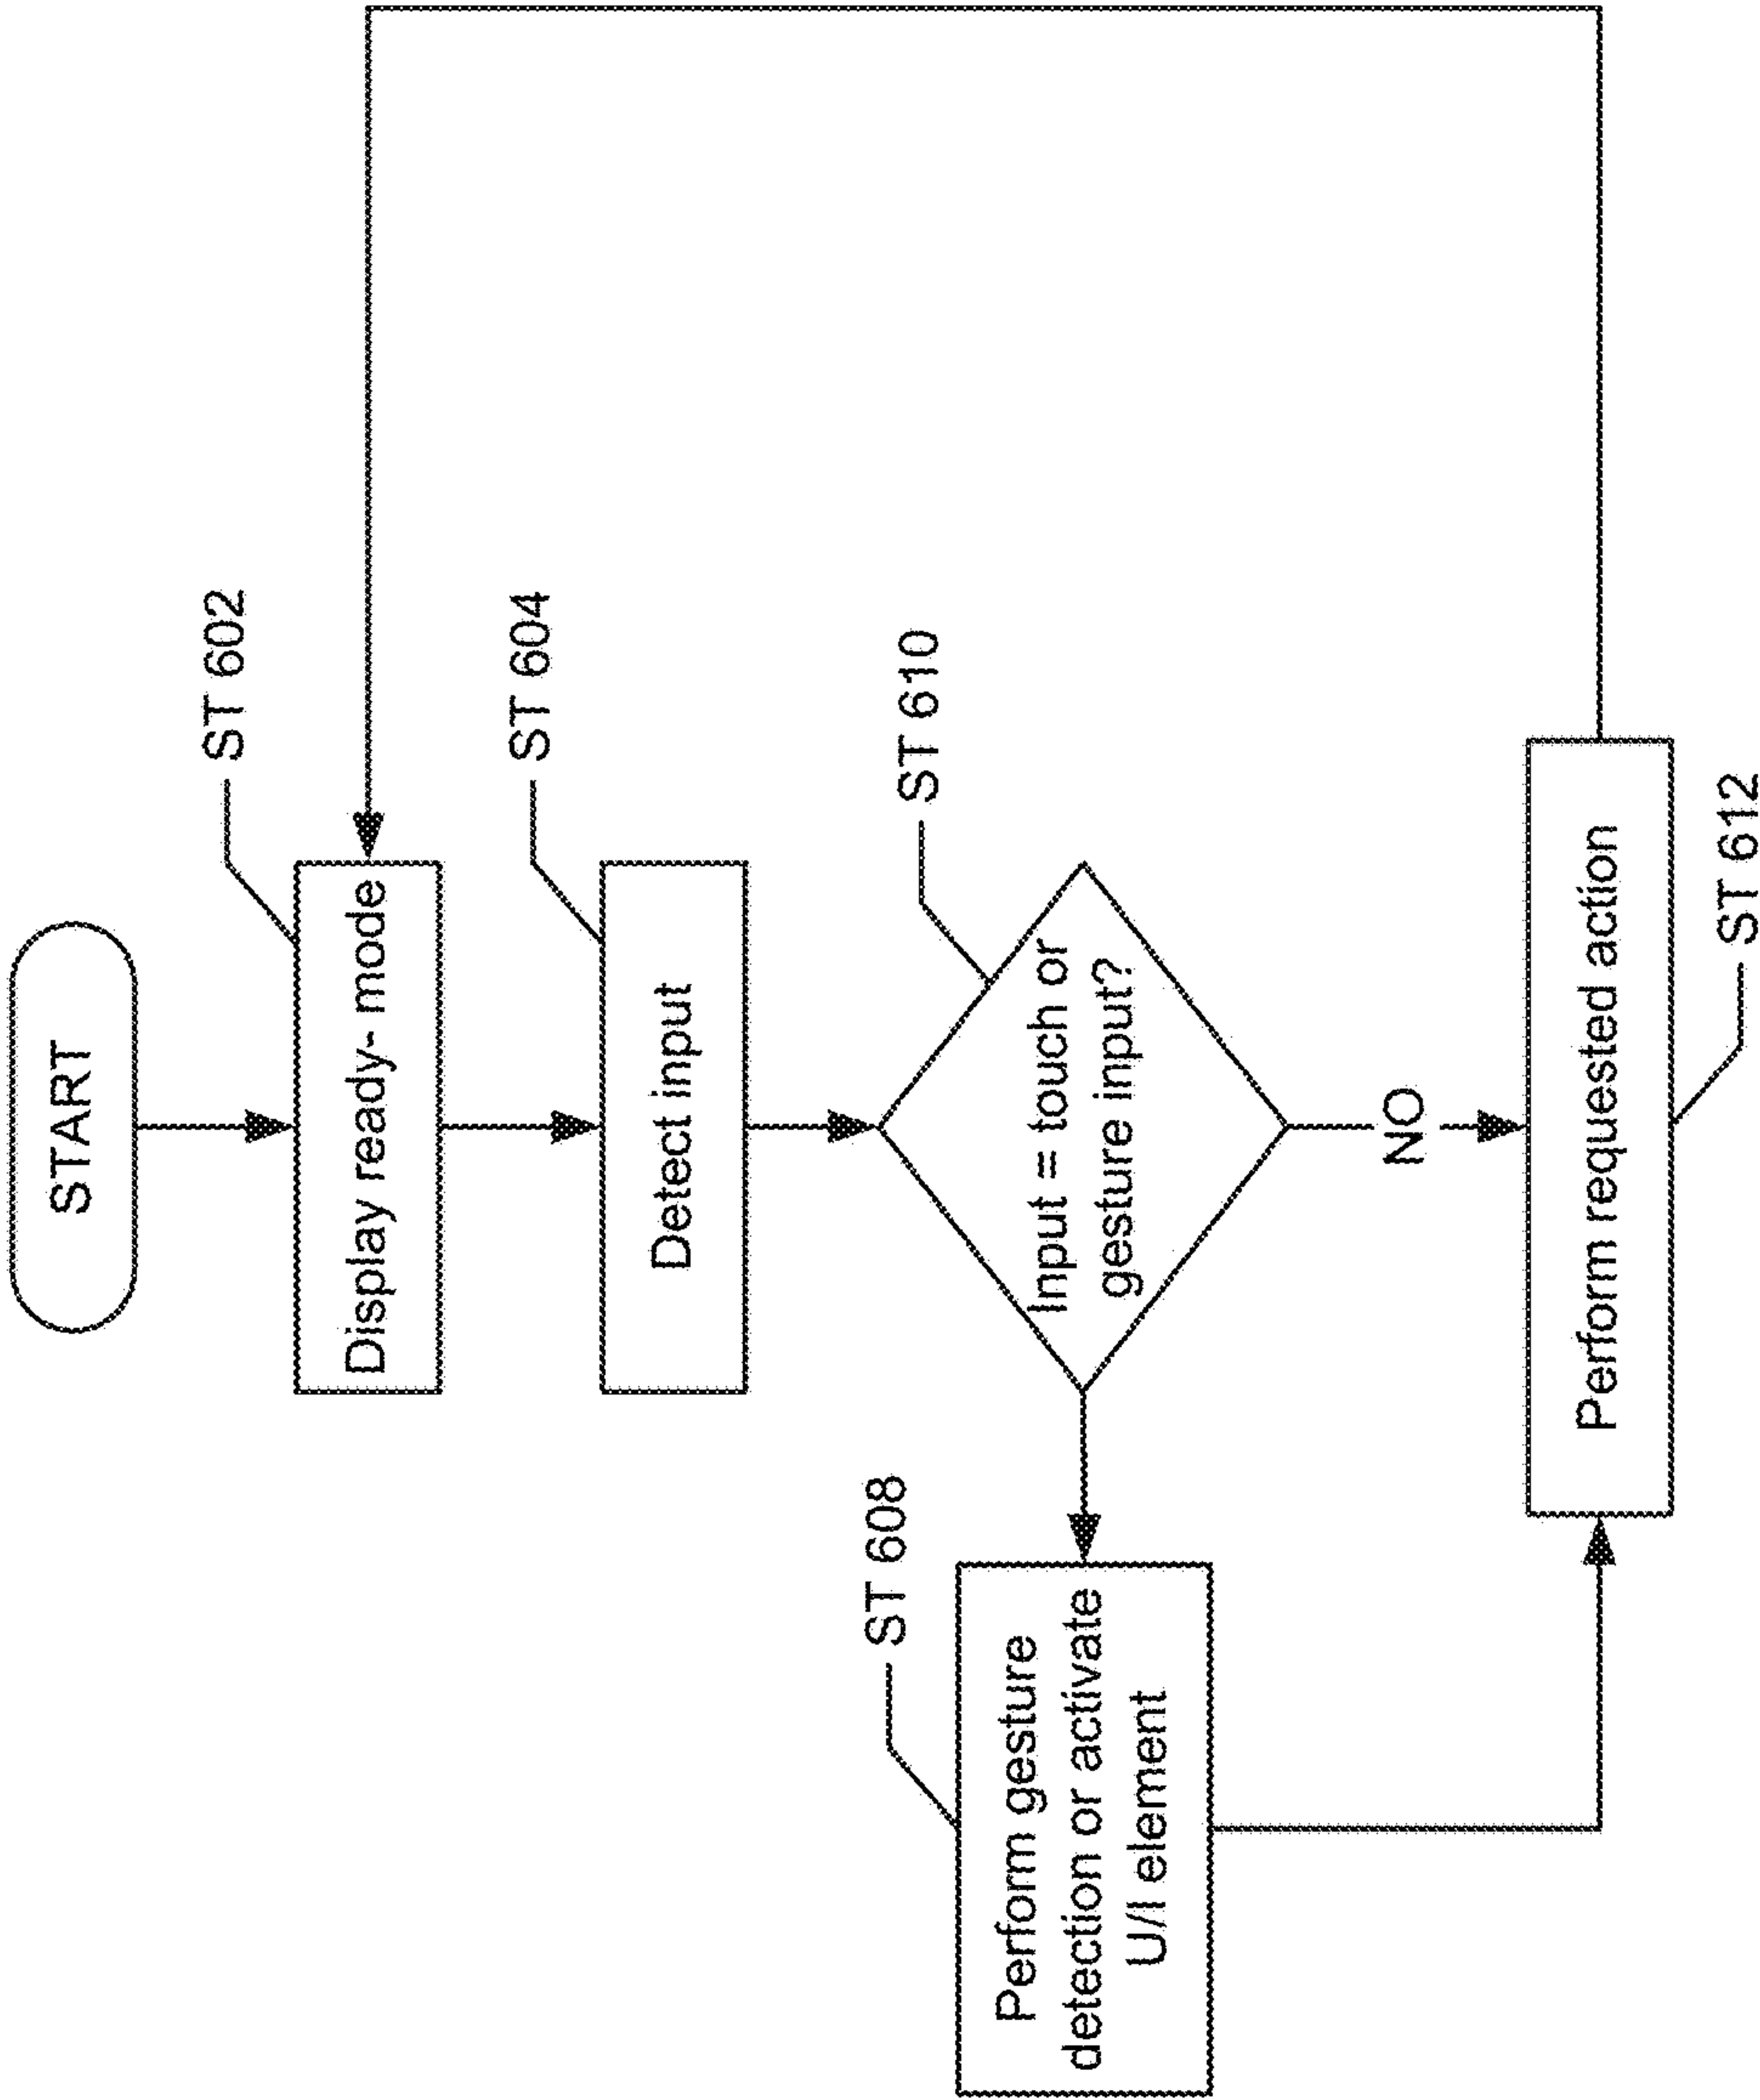 START
ST 602
Display ready- mode
ST 604
Detect input
ST 610
Input = touch or
gesture input?
ST 608
Perform gesture
detection or activate
U/I element
NO
Perform requested action
ST 612